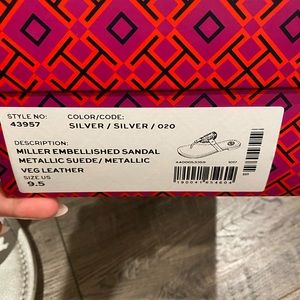 STYLE NO: COLOR/CODE:
43957 SILVER / SILVER / 020
DESCRIPTION:
MILLER EMBELLISHED SANDAL
METALLIC SUEDE/ METALLIC
VEG LEATHER
SIZE US
9.5